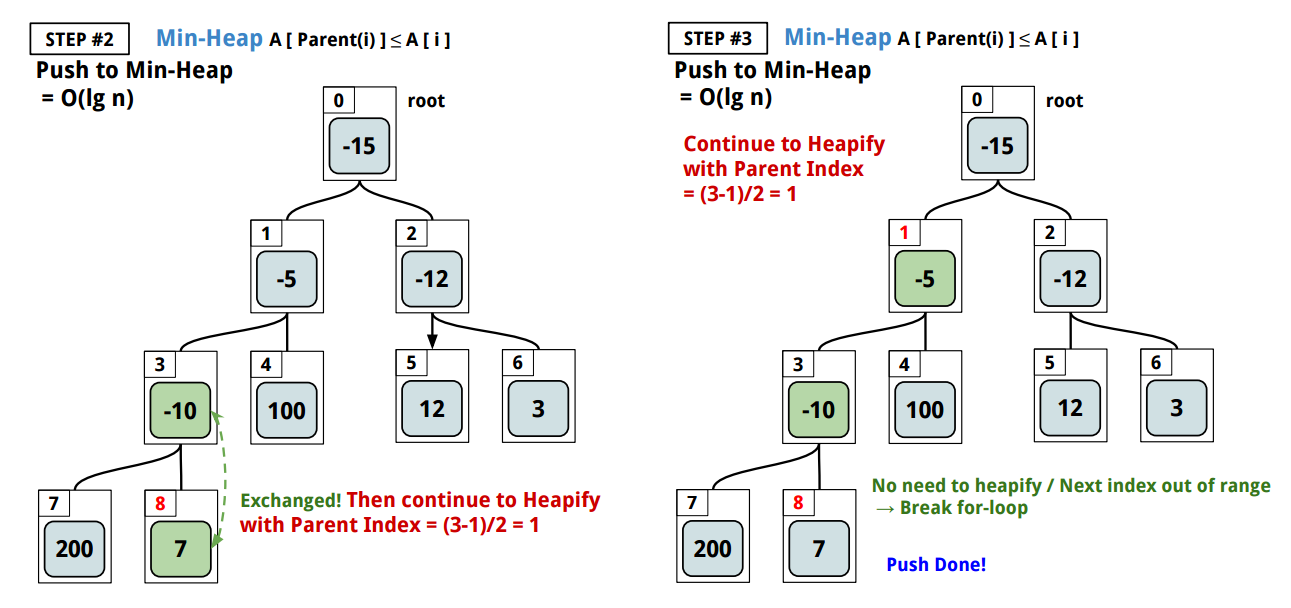 STEP #2 Min-Heap A [ Parent(i) ] ≤ A [ i ]
Push to Min-Heap
= O(lg n)
0 root
-15
1 2
-5 -12
3 4 5 6
-10 100 12 3
Exchanged! Then continue to Heapify
with Parent Index = (3-1)/2 = 1
7 8
200 7
STEP #3 Min-Heap A [ Parent(i) ] ≤ A [ i ]
Push to Min-Heap
= O(lg n)
0 root
-15
Continue to Heapify
with Parent Index
= (3-1)/2 = 1
1 2
-5 -12
3 4 5 6
-10 100 12 3
No need to heapify / Next index out of range
→ Break for-loop
7 8
200 7
Push Done!